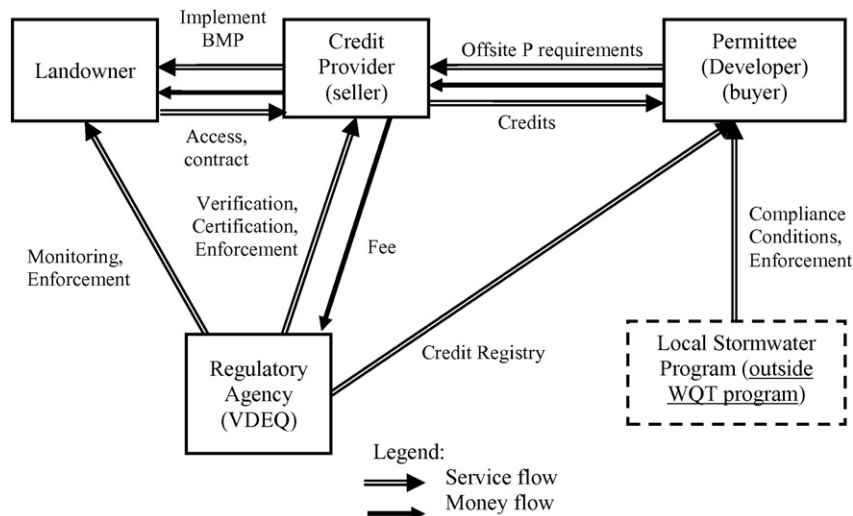 Implement
BMP
Landowner
Credit
Provider
(seller)
Offsite P requirements
Permittee
(Developer)
(buyer)
Access,
contract
Credits
Verification,
Certification,
Enforcement
Monitoring,
Enforcement
Fee
Compliance
Conditions,
Enforcement
Credit Registry
Regulatory
Agency
(VDEQ)
Local Stormwater
Program (outside
WQT program)
Legend:
Service flow
Money flow